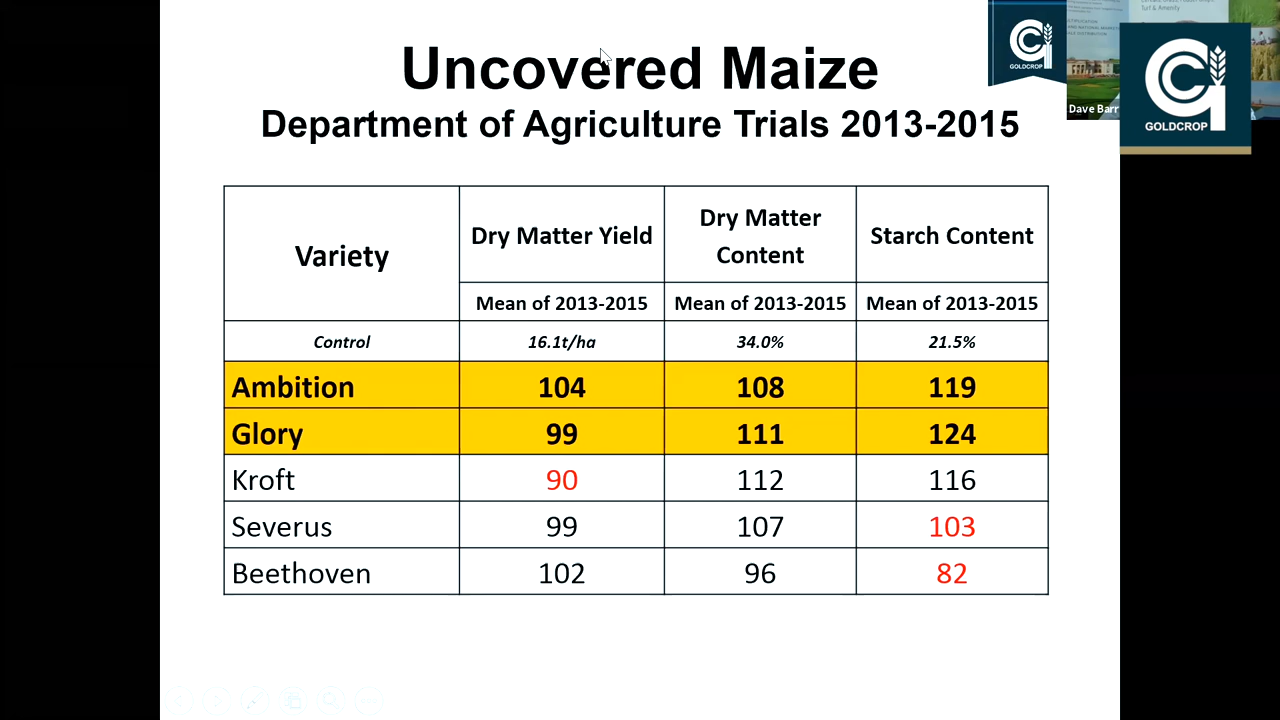 Uncovered Maize
Department of Agriculture Trials 2013-2015
GOLDCROP
Turf & Amenity
Dave Barr
GOLDCROP
Variety Dry Matter Yield Dry Matter Content Starch Content
Mean of 2013-2015 Mean of 2013-2015 Mean of 2013-2015
Control 16.1t/ha 34.0% 21.5%
Ambition 104 108 119
Glory 99 111 124
Kroft 90 112 116
Severus 99 107 103
Beethoven 102 96 82